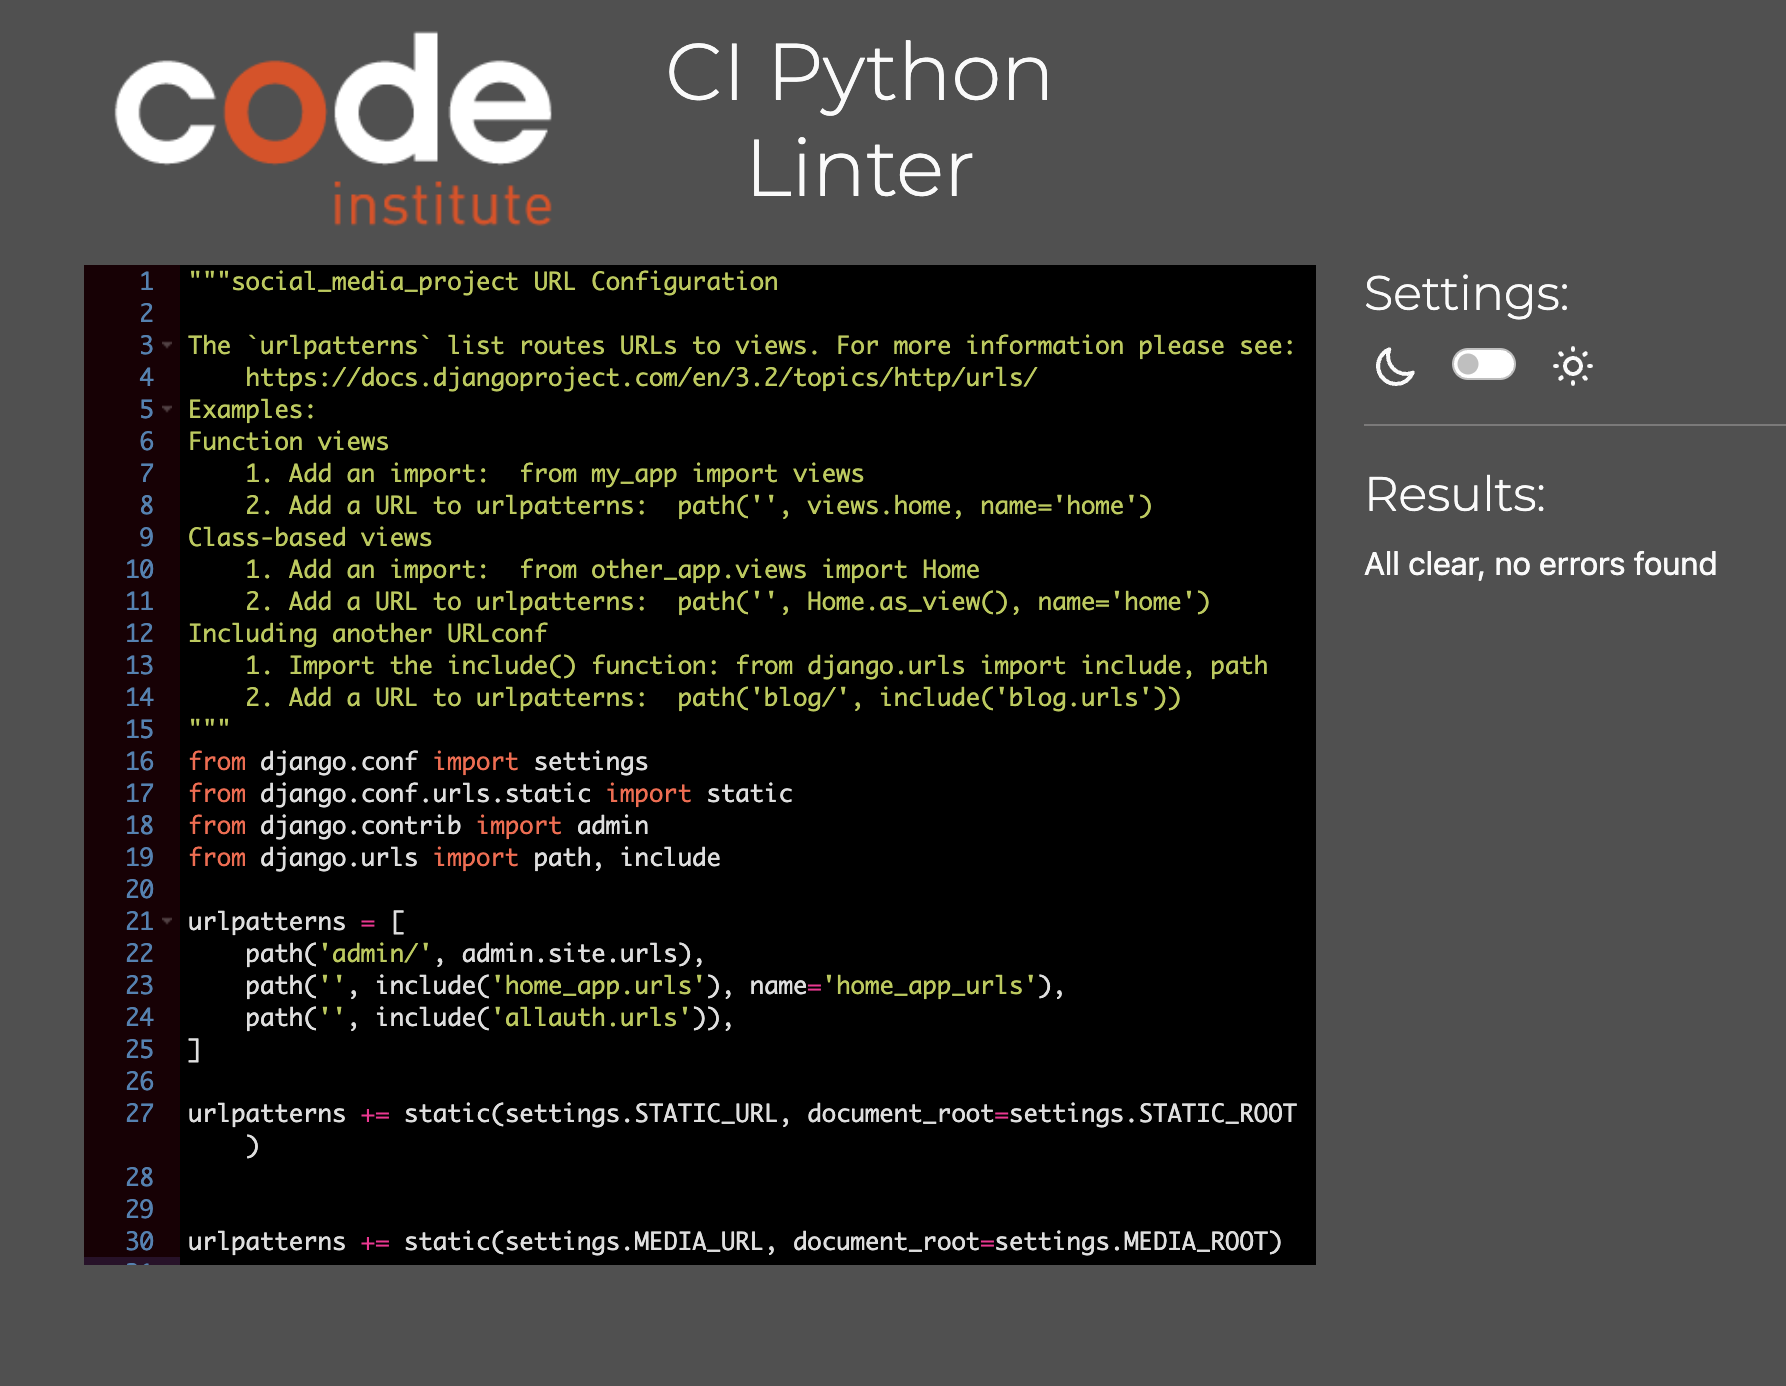 code
institute
CI Python
Linter
1 """social_media_project URL Configuration
2
3 The `urlpatterns` list routes URLs to views. For more information please see:
4     https://docs.djangoproject.com/en/3.2/topics/http/urls/
5 Examples:
6 Function views
7     1. Add an import:  from my_app import views
8     2. Add a URL to urlpatterns:  path('', views.home, name='home')
9 Class-based views
10     1. Add an import:  from other_app.views import Home
11     2. Add a URL to urlpatterns:  path('', Home.as_view(), name='home')
12 Including another URLconf
13     1. Import the include() function: from django.urls import include, path
14     2. Add a URL to urlpatterns:  path('blog/', include('blog.urls'))
15 """
16 from django.conf import settings
17 from django.conf.urls.static import static
18 from django.contrib import admin
19 from django.urls import path, include
20
21 urlpatterns = [
22     path('admin/', admin.site.urls),
23     path('', include('home_app.urls'), name='home_app_urls'),
24     path('', include('allauth.urls')),
25 ]
26
27 urlpatterns += static(settings.STATIC_URL, document_root=settings.STATIC_ROOT
)
28
29
30 urlpatterns += static(settings.MEDIA_URL, document_root=settings.MEDIA_ROOT)
Settings:
Results:
All clear, no errors found